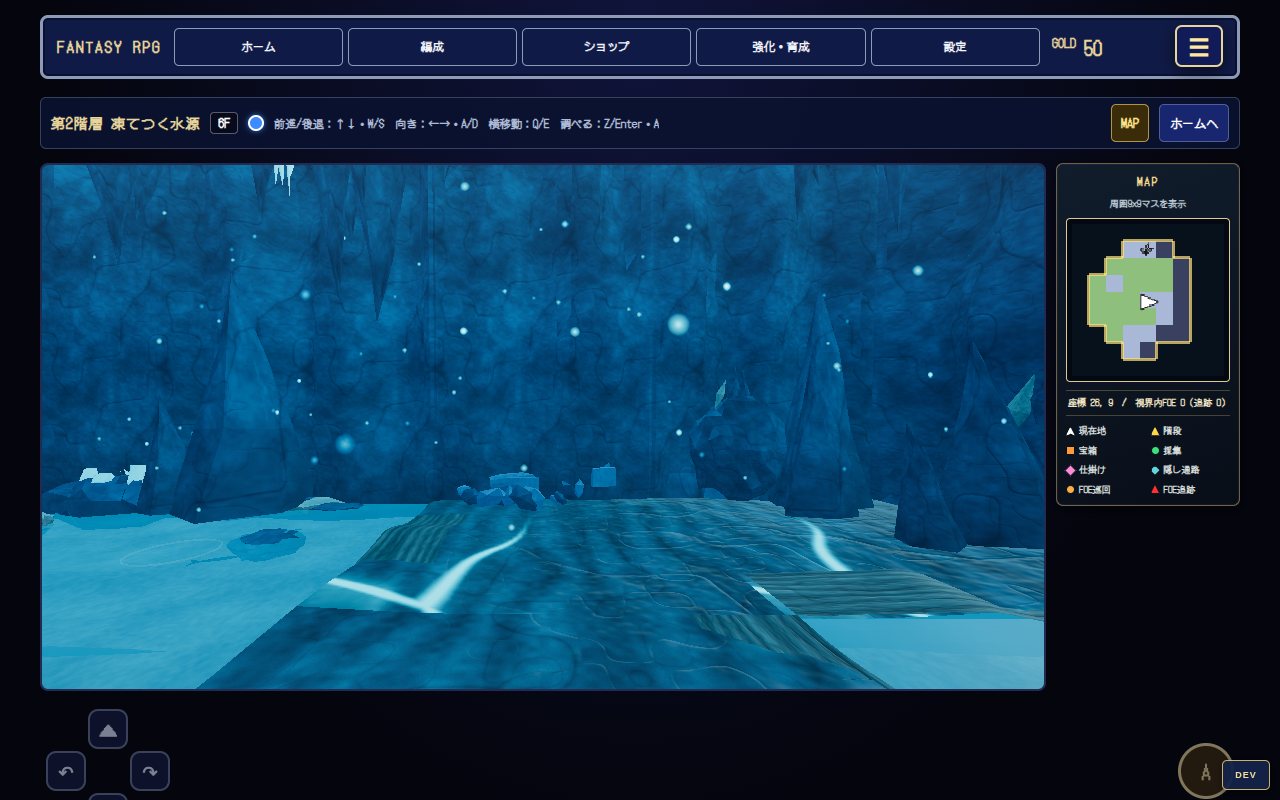 FANTASY RPG
ホーム
編成
ショップ
強化・育成
設定
GOLD 50
第2階層 凍てつく水源
6F
前進/後退：↑↓・W/S　向き：←→・A/D　横移動：Q/E　調べる：Z/Enter・A
MAP
ホームへ
MAP
周囲9x9マスを表示
座標 26, 9 / 視界内FOE 0 (追跡 0)
現在地
階段
宝箱
採集
仕掛け
隠し通路
FOE巡回
FOE追跡
A
DEV